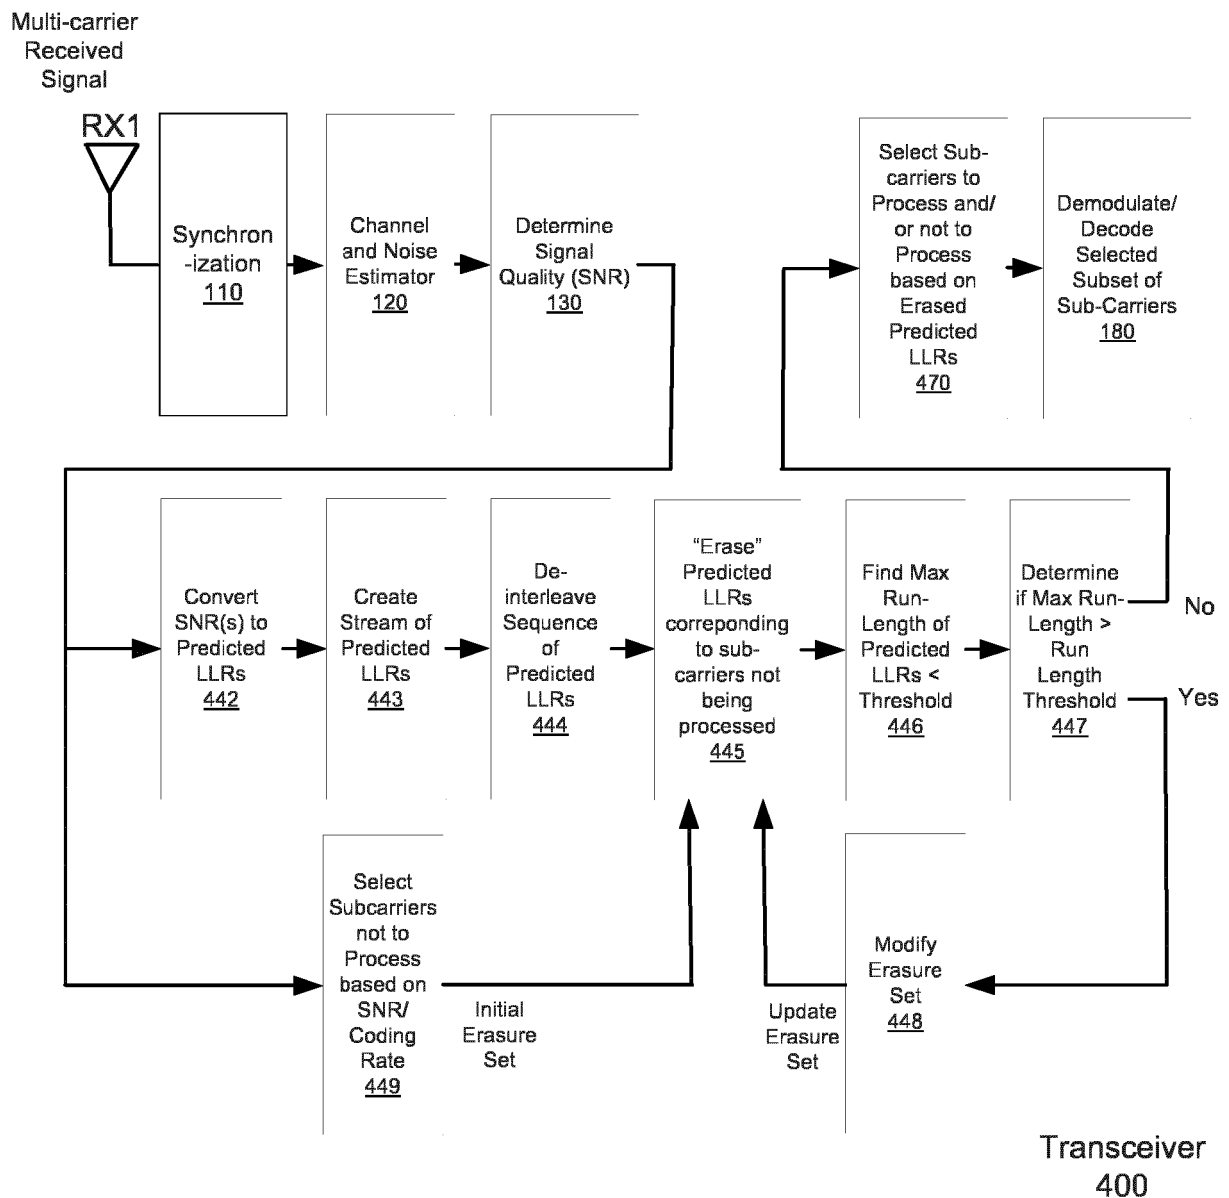 Multi-carrier
Received
Signal
RX1
Synchron
-ization
110
Channel
and Noise
Estimator
120
Determine
Signal
Quality (SNR)
130
Select Sub-
carriers to
Process and/
or not to
Process
based on
Erased
Predicted
LLRs
470
Demodulate/
Decode
Selected
Subset of
Sub-Carriers
180
Convert
SNR(s) to
Predicted
LLRs
442
Create
Stream of
Predicted
LLRs
443
De-
interleave
Sequence
of
Predicted
LLRs
444
“Erase”
Predicted
LLRs
correponding
to sub-
carriers not
being
processed
445
Find Max
Run-
Length of
Predicted
LLRs <
Threshold
446
Determine
if Max Run-
Length >
Run
Length
Threshold
447
No
Yes
Select
Subcarriers
not to
Process
based on
SNR/
Coding
Rate
449
Initial
Erasure
Set
Update
Erasure
Set
Modify
Erasure
Set
448
Transceiver
400